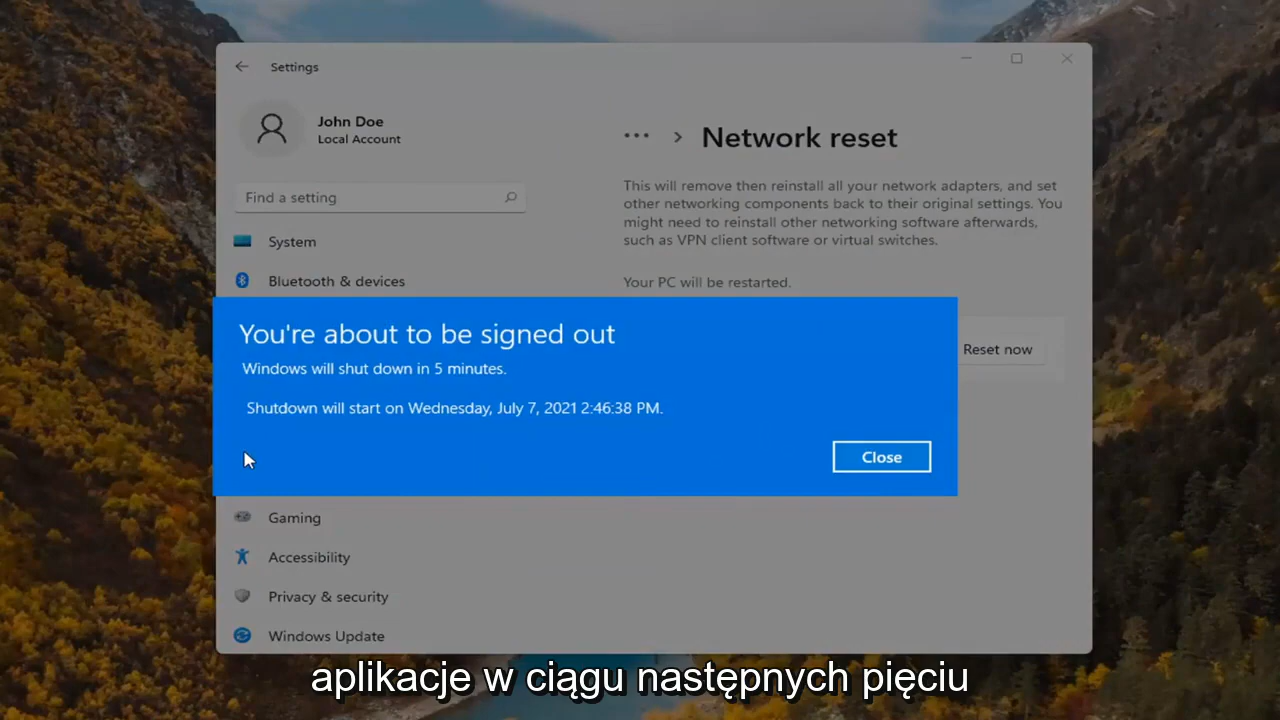 Settings
John Doe
Local Account
Find a setting
System
Bluetooth & devices
... > Network reset
This will remove then reinstall all your network adapters, and set
other networking components back to their original settings. You
might need to reinstall other networking software afterwards,
such as VPN client software or virtual switches.
Your PC will be restarted.
Reset now
You're about to be signed out
Windows will shut down in 5 minutes.
Shutdown will start on Wednesday, July 7, 2021 2:46:38 PM.
Close
Gaming
Accessibility
Privacy & security
Windows Update
aplikacje w ciągu następnych pięciu